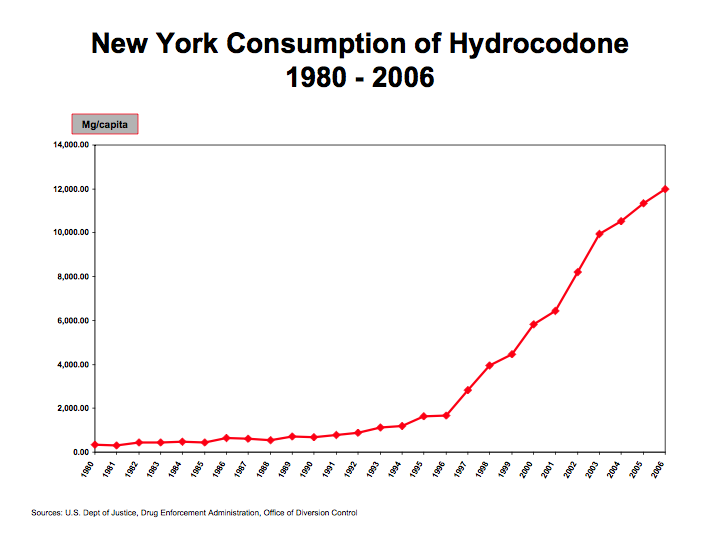 New York Consumption of Hydrocodone
1980 - 2006
Mg/capita
14,000.00
12,000.00
10,000.00
8,000.00
6,000.00
4,000.00
2,000.00
0.00
1980 1981 1982 1983 1984 1985 1986 1987 1988 1989 1990 1991 1992 1993 1994 1995 1996 1997 1998 1999 2000 2001 2002 2003 2004 2005 2006
Sources: U.S. Dept of Justice, Drug Enforcement Administration, Office of Diversion Control